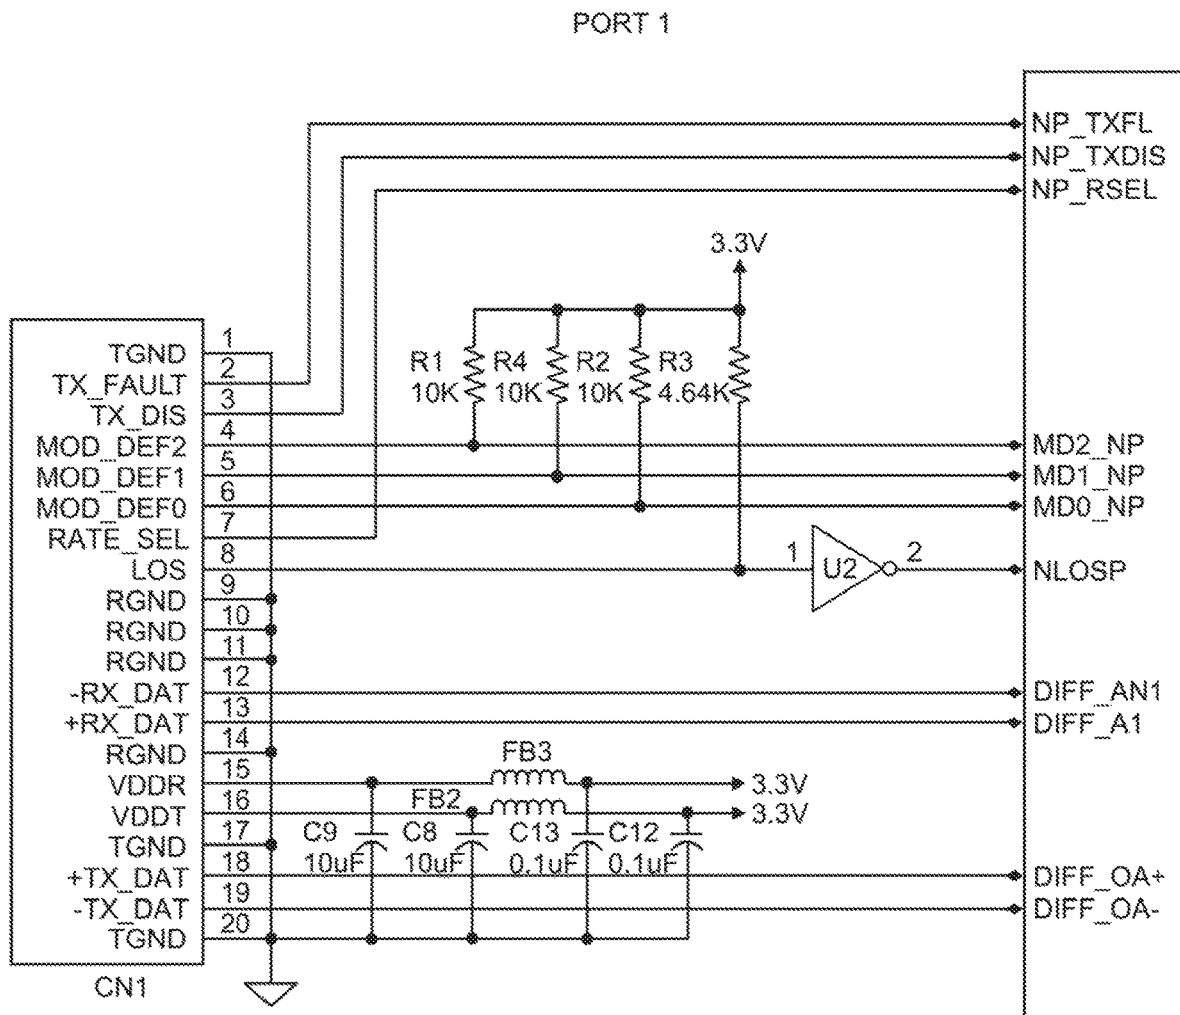 PORT 1
NP_TXFL
NP_TXDIS
NP_RSEL
3.3V
R1 R4 R2 R3
10K 10K 10K 4.64K
TGND 1
TX_FAULT 2
TX_DIS 3
MOD_DEF2 4 MD2_NP
MOD_DEF1 5 MD1_NP
MOD_DEF0 6 MD0_NP
RATE_SEL 7
LOS 8 1 U2 2 NLOSP
RGND 9
RGND 10
RGND 11
-RX_DAT 12 DIFF_AN1
+RX_DAT 13 DIFF_A1
RGND 14
FB3
VDDR 15 3.3V
VDDT 16 FB2 3.3V
TGND 17
C9 C8 C13 C12
10uF 10uF 0.1uF 0.1uF
+TX_DAT 18 DIFF_OA+
-TX_DAT 19 DIFF_OA-
TGND 20
CN1